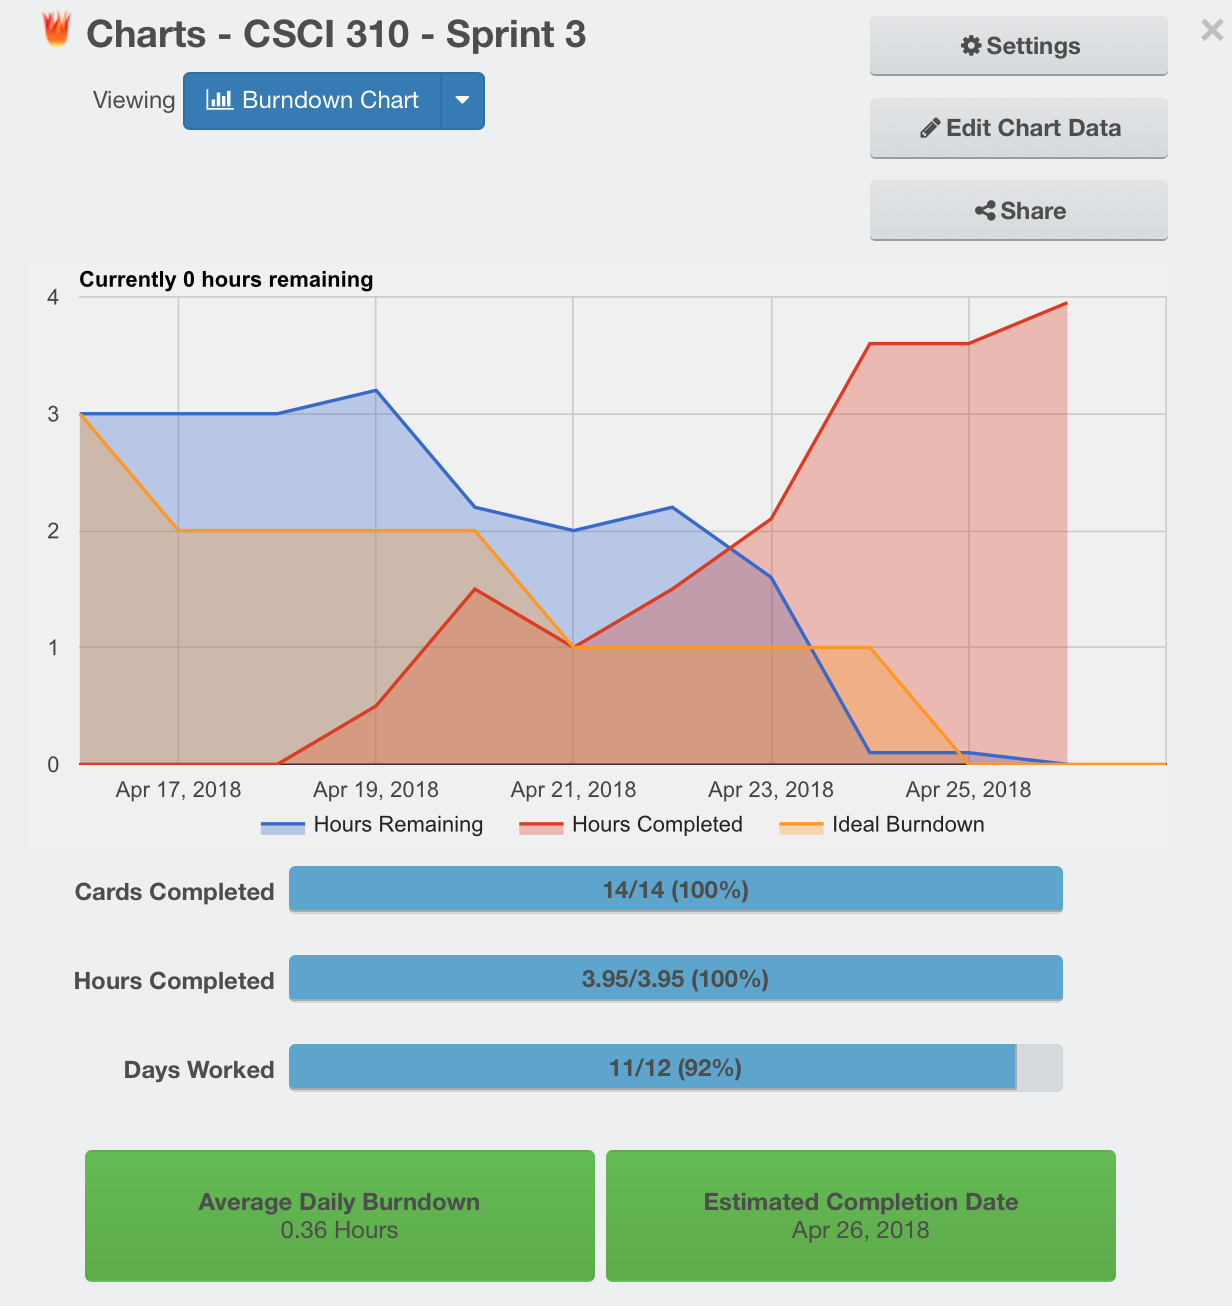 Charts - CSCI 310 - Sprint 3
Settings
Viewing
Burndown Chart
Edit Chart Data
Share
Currently 0 hours remaining
4
3
2
1
0
Apr 17, 2018 Apr 19, 2018 Apr 21, 2018 Apr 23, 2018 Apr 25, 2018
Hours Remaining Hours Completed Ideal Burndown
Cards Completed 14/14 (100%)
Hours Completed 3.95/3.95 (100%)
Days Worked 11/12 (92%)
Average Daily Burndown
0.36 Hours
Estimated Completion Date
Apr 26, 2018